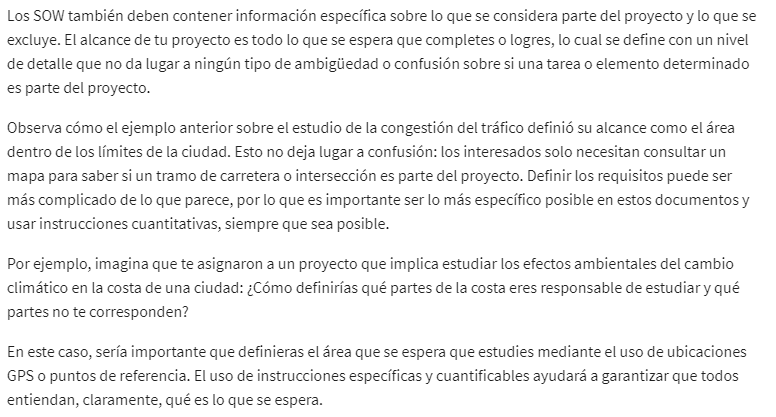 Los SOW también deben contener información específica sobre lo que se considera parte del proyecto y lo que se
excluye. El alcance de tu proyecto es todo lo que se espera que completes o logres, lo cual se define con un nivel
de detalle que no da lugar a ningún tipo de ambigüedad o confusión sobre si una tarea o elemento determinado
es parte del proyecto.
Observa cómo el ejemplo anterior sobre el estudio de la congestión del tráfico definió su alcance como el área
dentro de los límites de la ciudad. Esto no deja lugar a confusión: los interesados solo necesitan consultar un
mapa para saber si un tramo de carretera o intersección es parte del proyecto. Definir los requisitos puede ser
más complicado de lo que parece, por lo que es importante ser lo más específico posible en estos documentos y
usar instrucciones cuantitativas, siempre que sea posible.
Por ejemplo, imagina que te asignaron a un proyecto que implica estudiar los efectos ambientales del cambio
climático en la costa de una ciudad: ¿Cómo definirías qué partes de la costa eres responsable de estudiar y qué
partes no te corresponden?
En este caso, sería importante que definieras el área que se espera que estudies mediante el uso de ubicaciones
GPS o puntos de referencia. El uso de instrucciones específicas y cuantificables ayudará a garantizar que todos
entiendan, claramente, qué es lo que se espera.